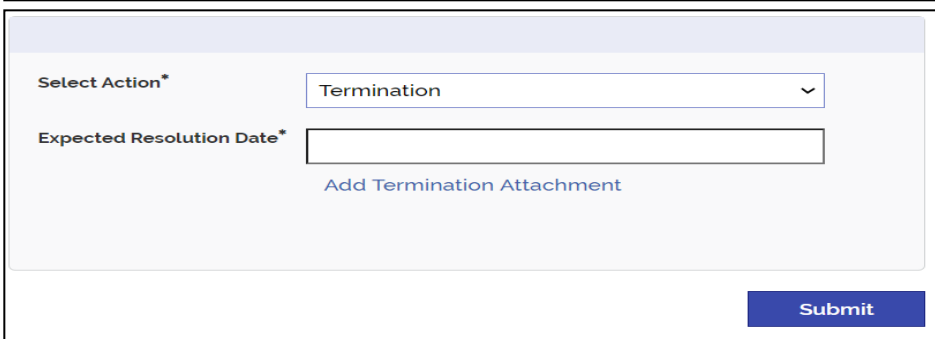 Select Action*
Termination
Expected Resolution Date*
Add Termination Attachment
Submit